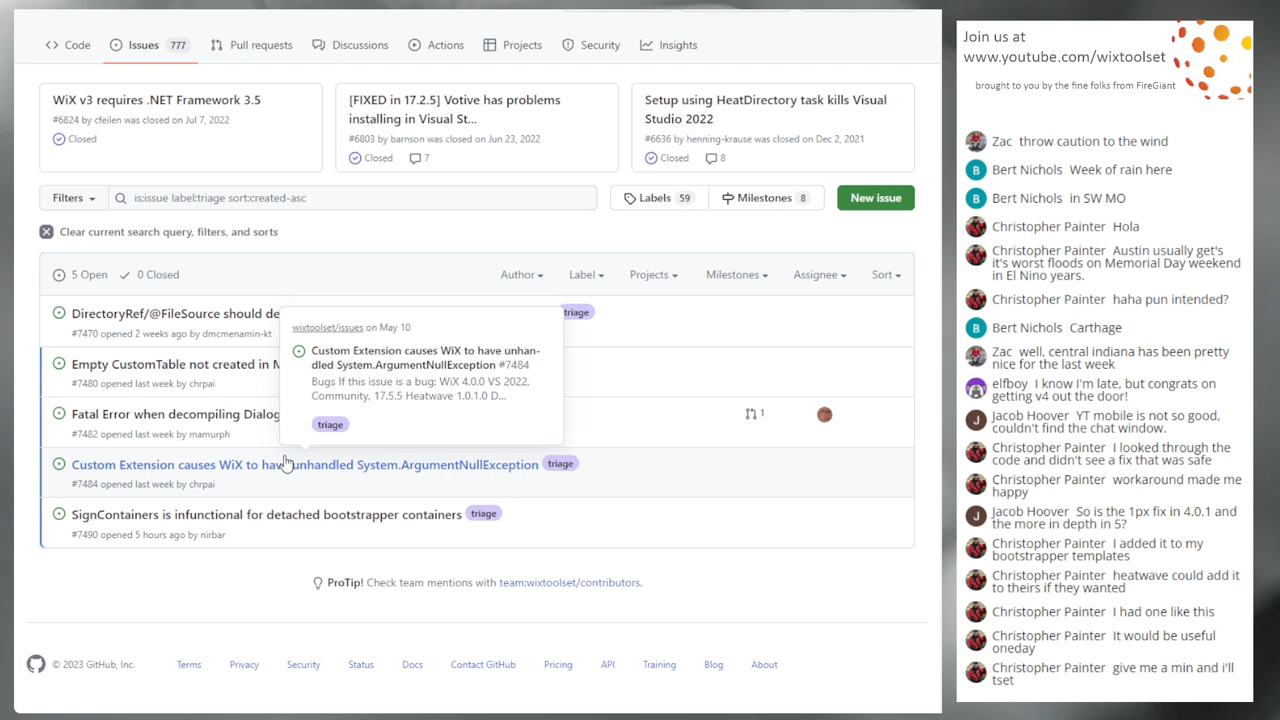 Code
Issues 777
Pull requests
Discussions
Actions
Projects
Security
Insights
WiX v3 requires .NET Framework 3.5
#6824 by cfeilen was closed on Jul 7, 2022
Closed
[FIXED in 17.2.5] Votive has problems
installing in Visual St...
#6803 by barnson was closed on Jun 23, 2022
Closed 7
Setup using HeatDirectory task kills Visual
Studio 2022
#6636 by henning-krause was closed on Dec 2, 2021
Closed 8
Filters
is:issue label:triage sort:created-asc
Labels 59
Milestones 8
New issue
Clear current search query, filters, and sorts
5 Open 0 Closed
Author Label Projects Milestones Assignee Sort
DirectoryRef/@FileSource should de
triage
#7470 opened 2 weeks ago by dmcmenamin-kt
Empty CustomTable not created in M
#7480 opened last week by chrpai
Fatal Error when decompiling Dialog
1
#7482 opened last week by mamurph
wixtoolset/issues on May 10
Custom Extension causes WiX to have unhan-
dled System.ArgumentNullException #7484
Bugs If this issue is a bug: WiX 4.0.0 VS 2022,
Community, 17.5.5 Heatwave 1.0.1.0 D...
triage
Custom Extension causes WiX to have unhandled System.ArgumentNullException triage
#7484 opened last week by chrpai
SignContainers is infunctional for detached bootstrapper containers triage
#7490 opened 5 hours ago by nirbar
ProTip! Check team mentions with team:wixtoolset/contributors.
© 2023 GitHub, Inc.
Terms
Privacy
Security
Status
Docs
Contact GitHub
Pricing
API
Training
Blog
About
Join us at
www.youtube.com/wixtoolset
brought to you by the fine folks from FireGiant
Zac throw caution to the wind
B Bert Nichols Week of rain here
B Bert Nichols in SW MO
Christopher Painter Hola
Christopher Painter Austin usually get's
it's worst floods on Memorial Day weekend
in El Nino years.
Christopher Painter haha pun intended?
B Bert Nichols Carthage
Zac well, central indiana has been pretty
nice for the last week
elfboy I know I'm late, but congrats on
getting v4 out the door!
J Jacob Hoover YT mobile is not so good,
couldn't find the chat window.
Christopher Painter I looked through the
code and didn't see a fix that was safe
Christopher Painter workaround made me
happy
J Jacob Hoover So is the 1px fix in 4.0.1 and
the more in depth in 5?
Christopher Painter I added it to my
bootstrapper templates
Christopher Painter heatwave could add it
to theirs if they wanted
Christopher Painter I had one like this
Christopher Painter It would be useful
oneday
Christopher Painter give me a min and i'll
tset